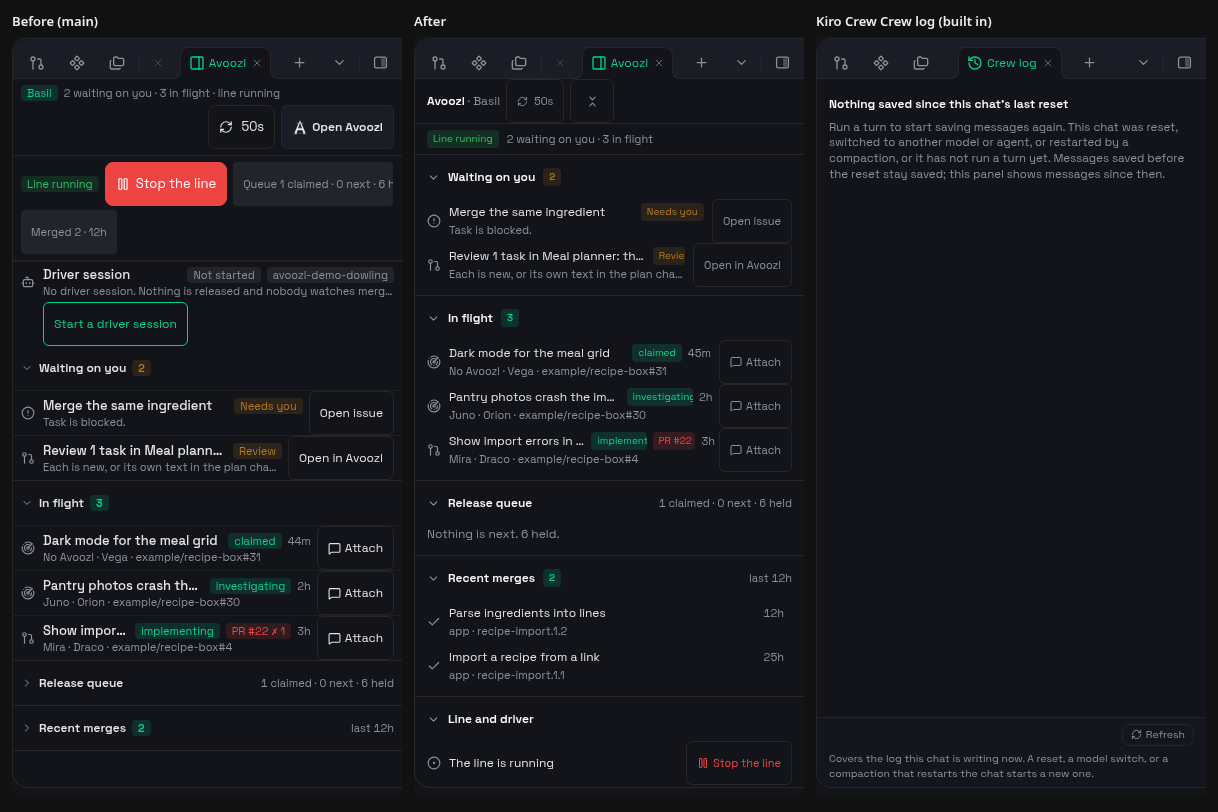 Before (main)
Avoozl
Basil 2 waiting on you · 3 in flight · line running
50s
Open Avoozl
Line running
Stop the line
Queue 1 claimed · 0 next · 6 h
Merged 2 · 12h
Driver session Not started avoozl-demo-dowling
No driver session. Nothing is released and nobody watches merg…
Start a driver session
Waiting on you 2
Merge the same ingredient Needs you
Task is blocked.
Open issue
Review 1 task in Meal plann… Review
Each is new, or its own text in the plan cha…
Open in Avoozl
In flight 3
Dark mode for the meal grid claimed 44m
No Avoozl · Vega · example/recipe-box#31
Attach
Pantry photos crash th… investigating 2h
Juno · Orion · example/recipe-box#30
Attach
Show impor… implementing PR #22 ✗ 1 3h
Mira · Draco · example/recipe-box#4
Attach
Release queue 1 claimed · 0 next · 6 held
Recent merges 2 last 12h
After
Avoozl
Avoozl · Basil 50s
Line running 2 waiting on you · 3 in flight
Waiting on you 2
Merge the same ingredient Needs you
Task is blocked.
Open issue
Review 1 task in Meal planner: th… Revie
Each is new, or its own text in the plan cha…
Open in Avoozl
In flight 3
Dark mode for the meal grid claimed 45m
No Avoozl · Vega · example/recipe-box#31
Attach
Pantry photos crash the im… investigating 2h
Juno · Orion · example/recipe-box#30
Attach
Show import errors in … implement PR #22 3h
Mira · Draco · example/recipe-box#4
Attach
Release queue 1 claimed · 0 next · 6 held
Nothing is next. 6 held.
Recent merges 2 last 12h
Parse ingredients into lines 12h
app · recipe-import.1.2
Import a recipe from a link 25h
app · recipe-import.1.1
Line and driver
The line is running
Stop the line
Kiro Crew Crew log (built in)
Crew log
Nothing saved since this chat's last reset
Run a turn to start saving messages again. This chat was reset,
switched to another model or agent, or restarted by a
compaction, or it has not run a turn yet. Messages saved before
the reset stay saved; this panel shows messages since then.
Refresh
Covers the log this chat is writing now. A reset, a model switch, or a
compaction that restarts the chat starts a new one.